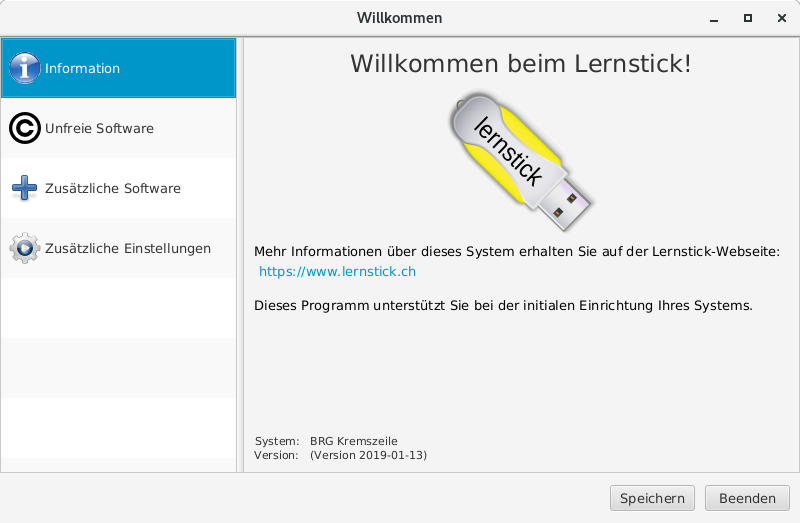 Willkommen
Information
Unfreie Software
Zusätzliche Software
Zusätzliche Einstellungen
Willkommen beim Lernstick!
lernstick
Mehr Informationen über dieses System erhalten Sie auf der Lernstick-Webseite:
https://www.lernstick.ch
Dieses Programm unterstützt Sie bei der initialen Einrichtung Ihres Systems.
System: BRG Kremszeile
Version: (Version 2019-01-13)
Speichern Beenden